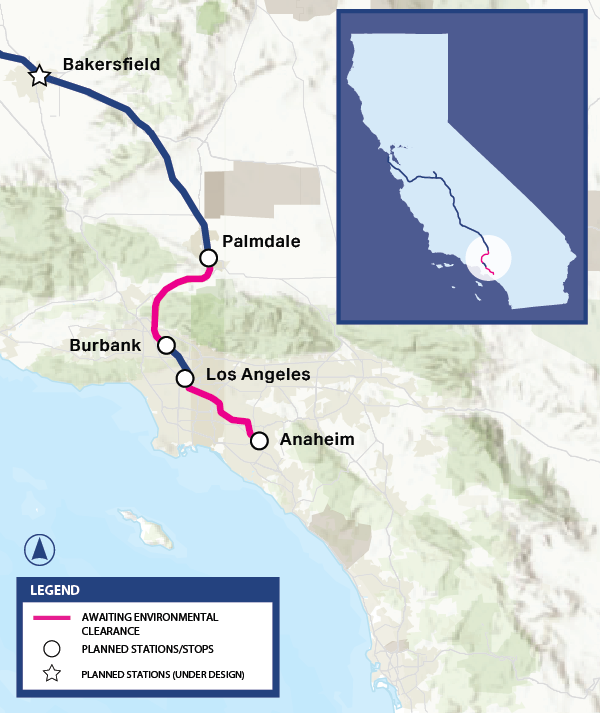 Bakersfield
Palmdale
Burbank
Los Angeles
Anaheim
LEGEND
AWAITING ENVIRONMENTAL
CLEARANCE
PLANNED STATIONS/STOPS
PLANNED STATIONS (UNDER DESIGN)